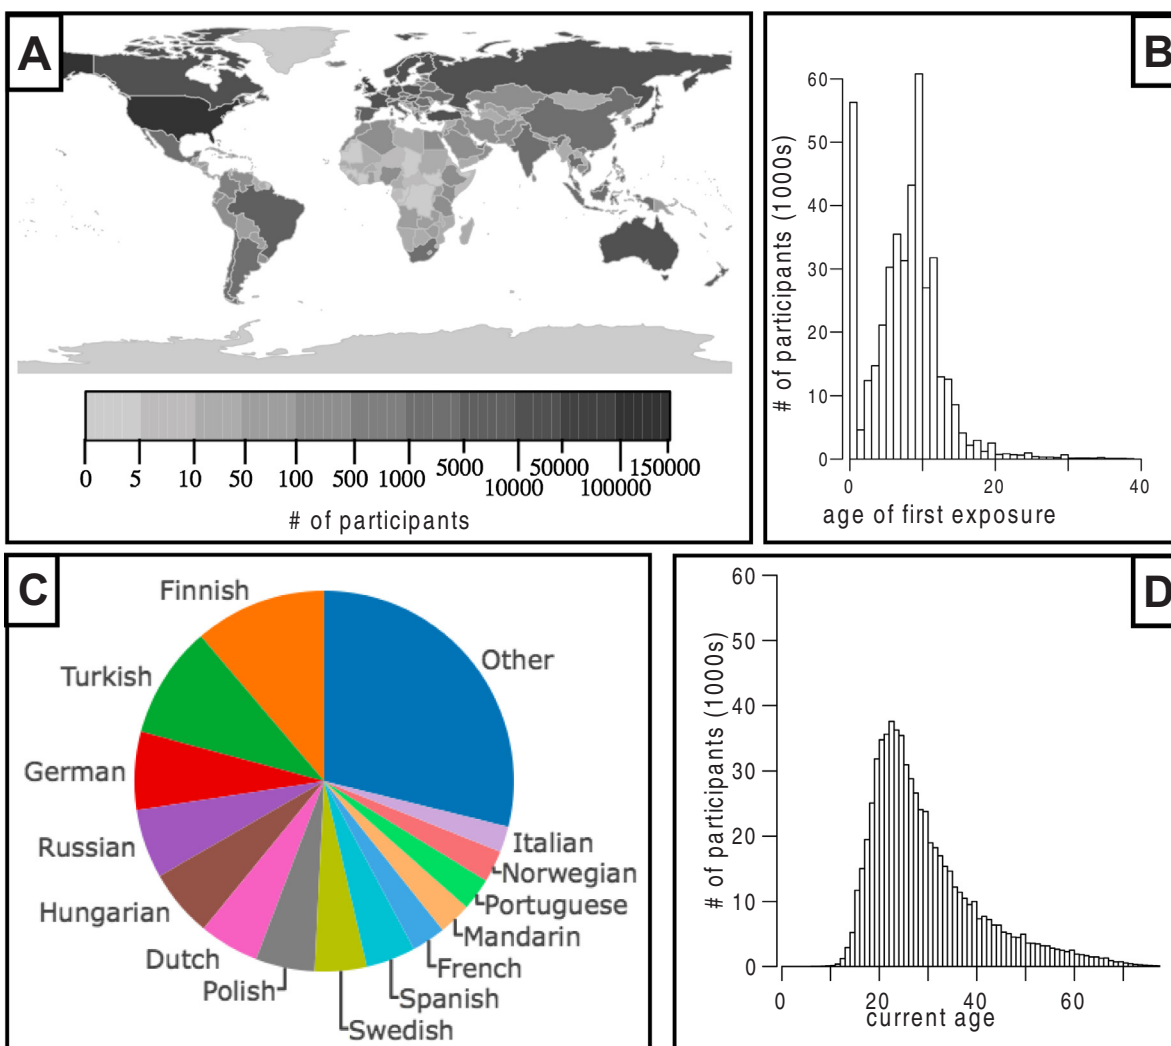 A
0 5 10 50 100 500 1000 5000 10000 50000 100000 150000
# of participants
B
60
50
40
30
20
10
0
# of participants (1000s)
0 20 40
age of first exposure
C
Finnish
Other
Turkish
German
Russian
Hungarian
Dutch
Polish
Swedish
Spanish
French
Mandarin
Portuguese
Norwegian
Italian
D
60
50
40
30
20
10
0
# of participants (1000s)
0 20 40 60
current age